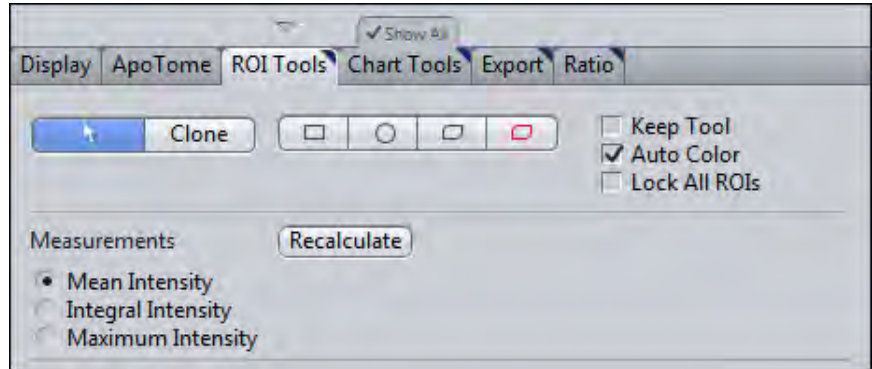 Show All
Display ApoTome ROI Tools Chart Tools Export Ratio
Clone
Keep Tool
Auto Color
Lock All ROIs
Measurements Recalculate
Mean Intensity
Integral Intensity
Maximum Intensity